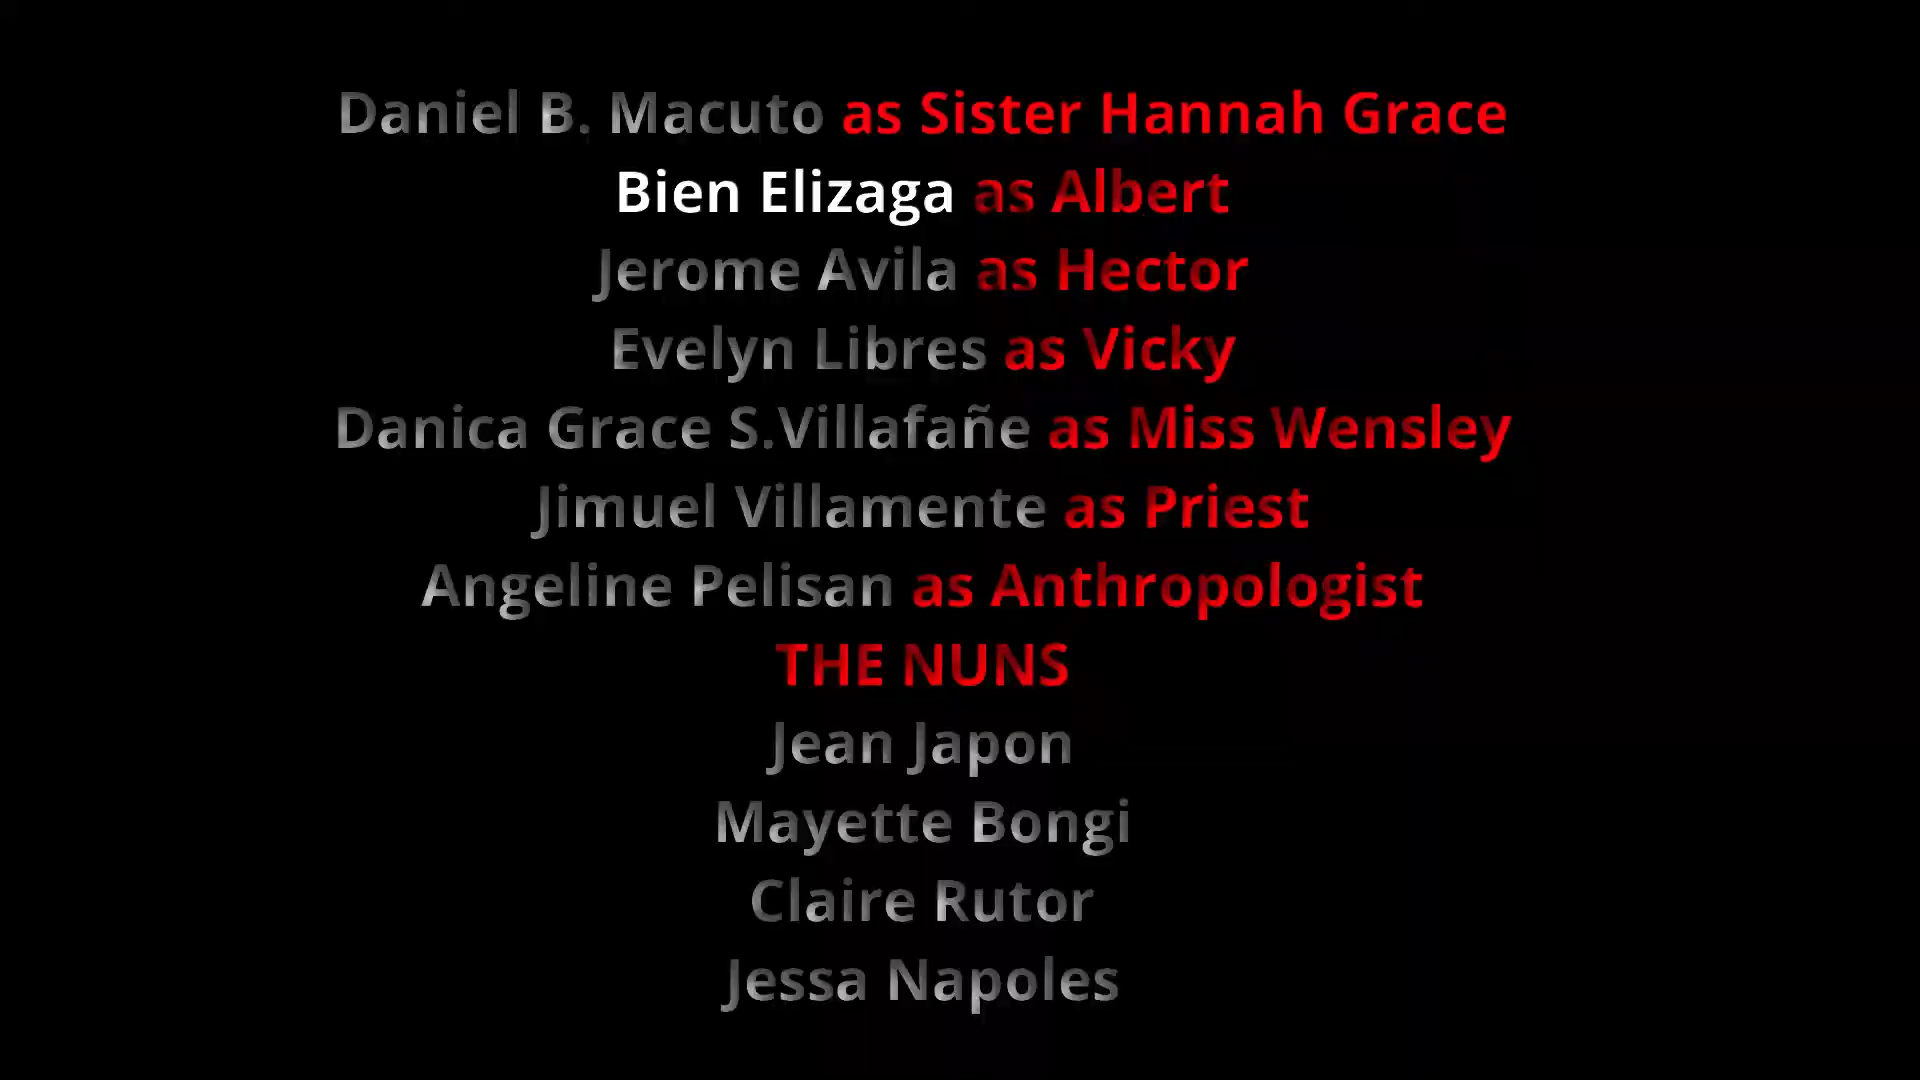 Daniel B. Macuto as Sister Hannah Grace
Bien Elizaga as Albert
Jerome Avila as Hector
Evelyn Libres as Vicky
Danica Grace S.Villafañe as Miss Wensley
Jimuel Villamente as Priest
Angeline Pelisan as Anthropologist
THE NUNS
Jean Japon
Mayette Bongi
Claire Rutor
Jessa Napoles